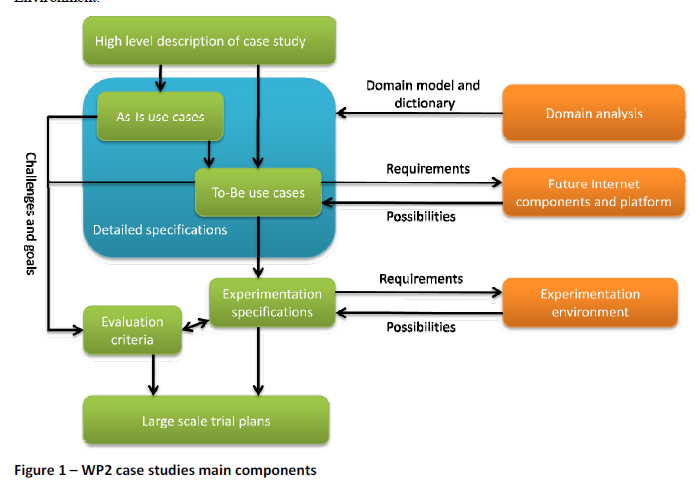 High level description of case study
Domain model and
dictionary
As-Is use cases
Domain analysis
Challenges and goals
Requirements
To-Be use cases
Future Internet
components and platform
Possibilities
Detailed specifications
Requirements
Experimentation
specifications
Experimentation
environment
Evaluation
criteria
Possibilities
Large scale trial plans
Figure 1 – WP2 case studies main components